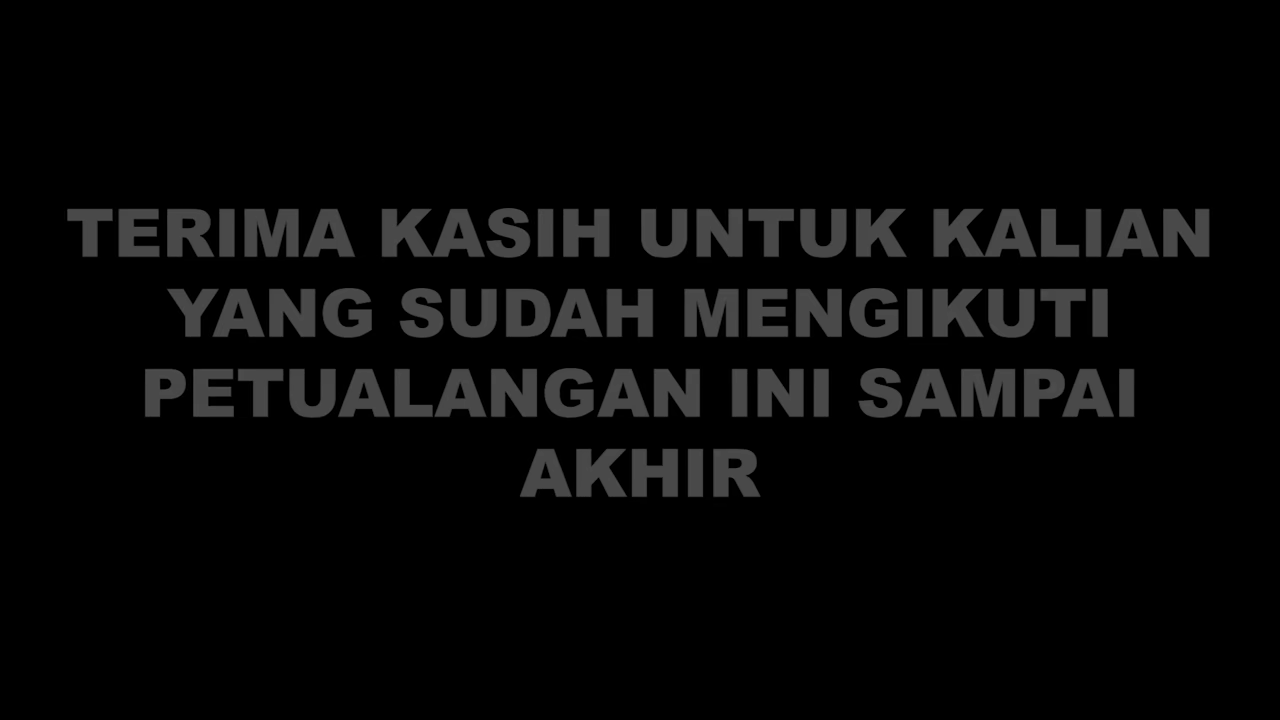 TERIMA KASIH UNTUK KALIAN
YANG SUDAH MENGIKUTI
PETUALANGAN INI SAMPAI
AKHIR